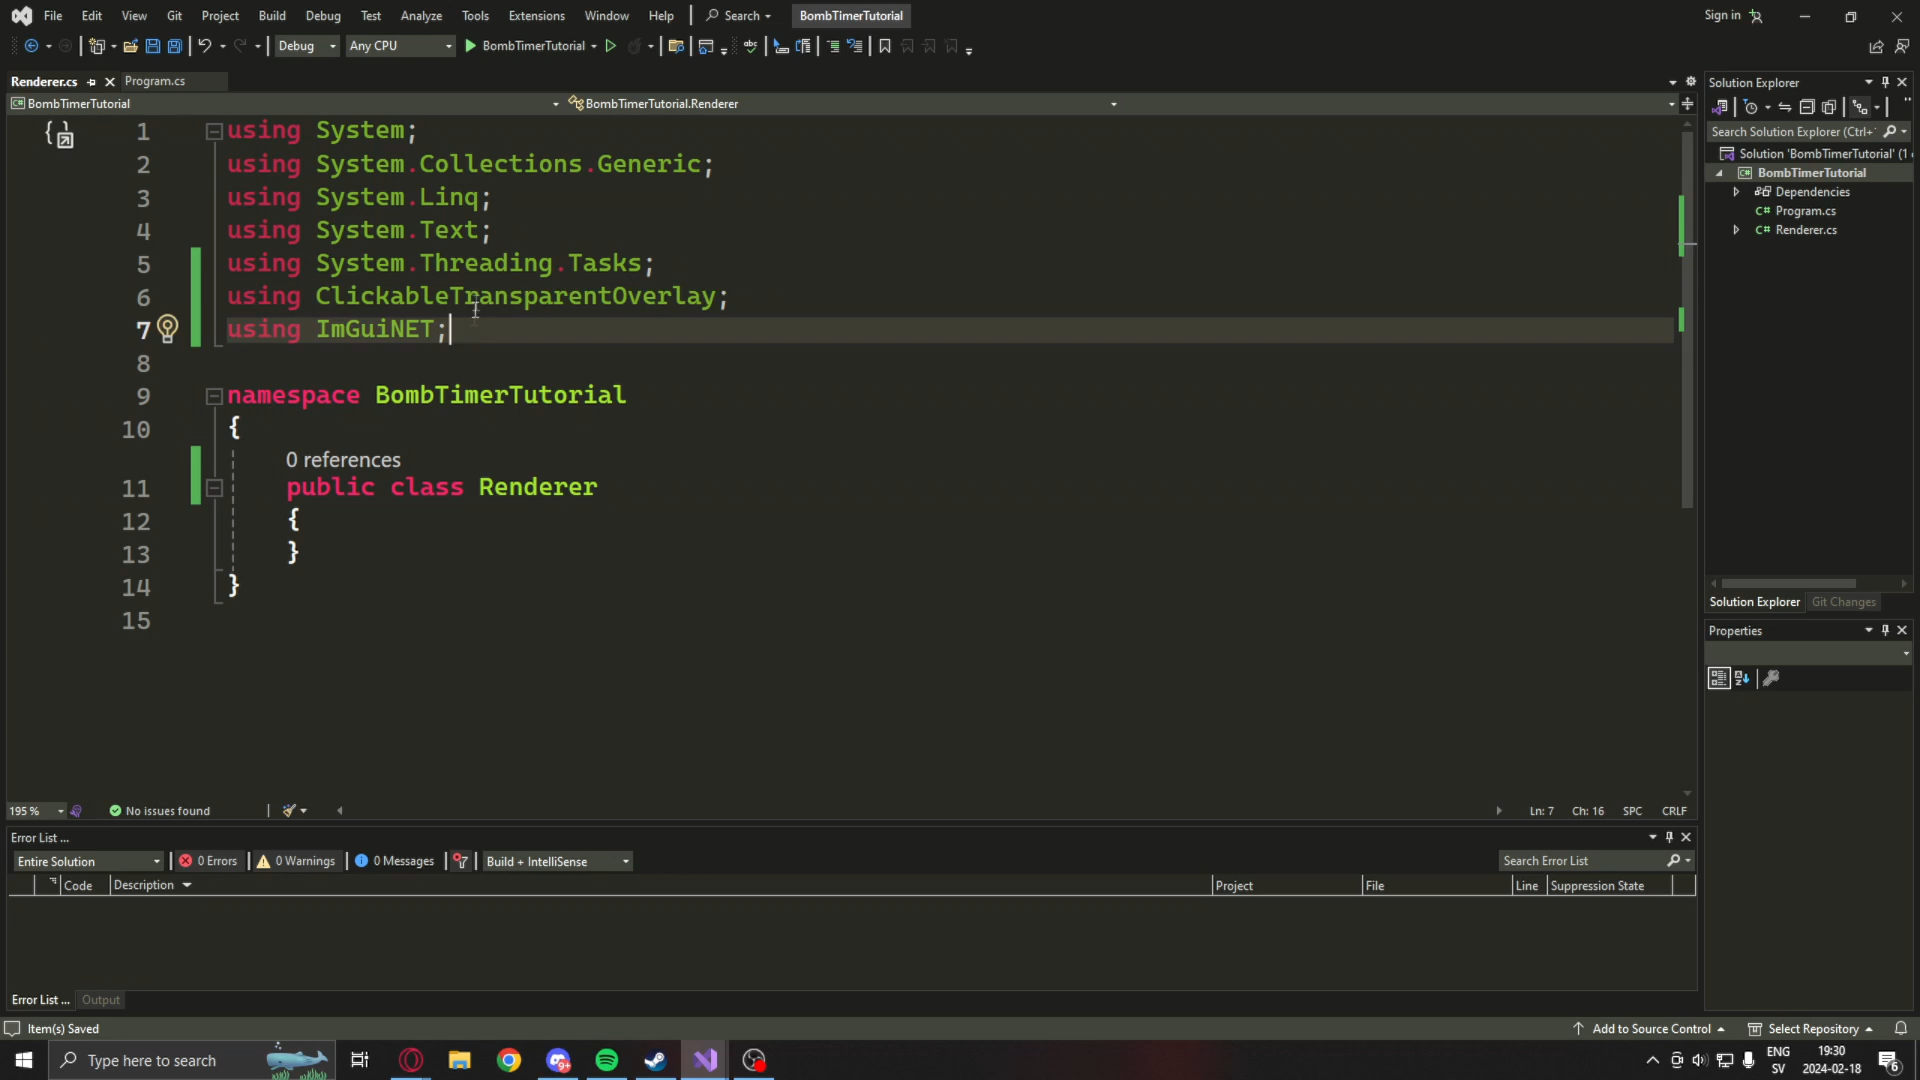 File Edit View Git Project Build Debug Test Analyze Tools Extensions Window Help Search BombTimerTutorial Sign in
Debug Any CPU BombTimerTutorial
Renderer.cs Program.cs
BombTimerTutorial BombTimerTutorial.Renderer
1 using System;
2 using System.Collections.Generic;
3 using System.Linq;
4 using System.Text;
5 using System.Threading.Tasks;
6 using ClickableTransparentOverlay;
7 using ImGuiNET;
8
9 namespace BombTimerTutorial
10 {
0 references
11 public class Renderer
12 {
13 }
14 }
15
195 % No issues found Ln: 7 Ch: 16 SPC CRLF
Error List ...
Entire Solution 0 Errors 0 Warnings 0 Messages Build + IntelliSense Search Error List
Code Description Project File Line Suppression State
Error List ... Output
Solution Explorer
Search Solution Explorer (Ctrl+
Solution 'BombTimerTutorial' (1
BombTimerTutorial
Dependencies
C# Program.cs
C# Renderer.cs
Solution Explorer Git Changes
Properties
Item(s) Saved Add to Source Control Select Repository
Type here to search 9+ ENG 19:30
SV 2024-02-18 6